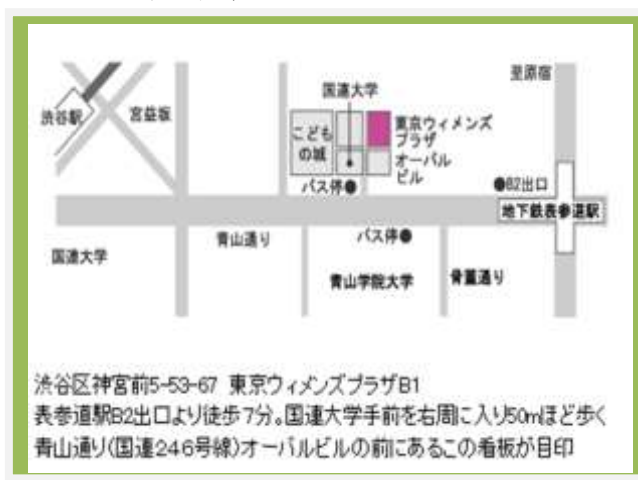 至原宿
国連大学
渋谷駅
宮益坂
こども
の城
東京ウィメンズ
プラザ
オーバル
ビル
バス停●
●B2出口
地下鉄表参道駅
青山通り
バス停●
国連大学
青山学院大学
骨董通り
渋谷区神宮前5-53-67 東京ウィメンズプラザB1
表参道駅B2出口より徒歩7分。国連大学手前を右周に入り50mほど歩く
青山通り(国連246号線)オーバルビルの前にあるこの看板が目印